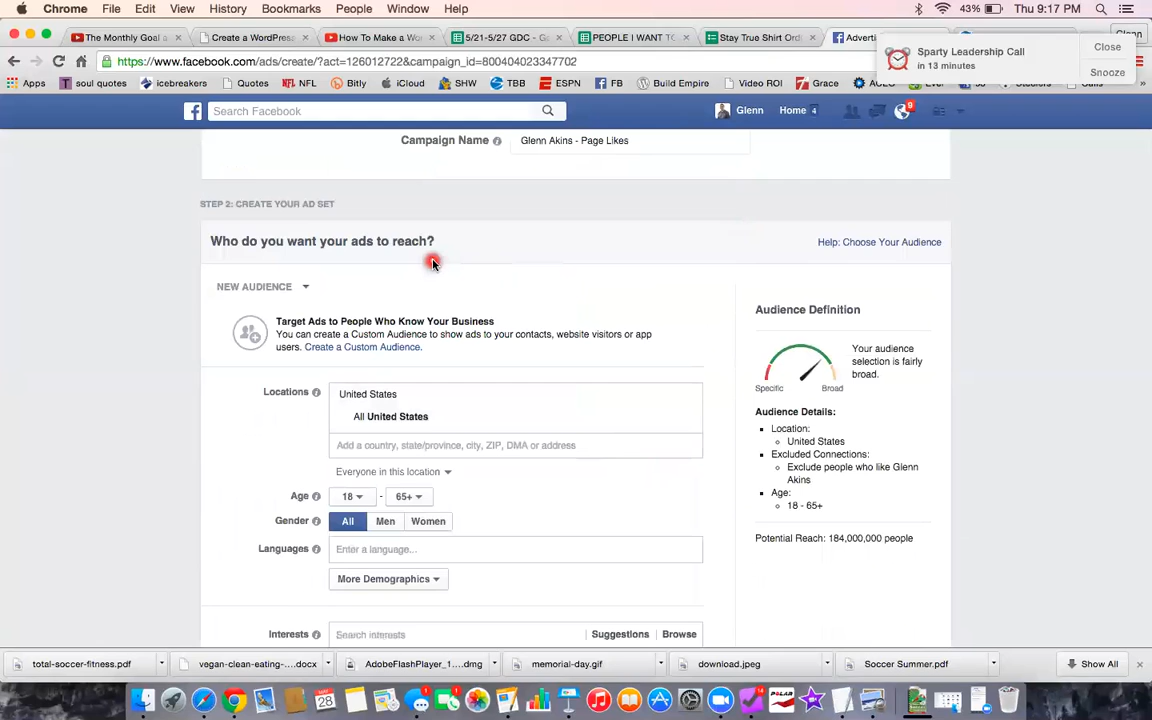 Chrome File Edit View History Bookmarks People Window Help 43% Thu 9:17 PM
The Monthly Goal a Create a WordPress How To Make a Wo 5/21-5/27 GDC - G PEOPLE I WANT TO Stay True Shirt Ord Adverti Glenn
https://www.facebook.com/ads/create/?act=126012722&campaign_id=800404023347702
Sparty Leadership Call
in 13 minutes
Close
Snooze
Apps soul quotes icebreakers Quotes NFL Bitly iCloud SHW TBB ESPN FB Build Empire Video ROI Grace
Search Facebook Glenn Home 4 9
Campaign Name Glenn Akins - Page Likes
STEP 2: CREATE YOUR AD SET
Who do you want your ads to reach? Help: Choose Your Audience
NEW AUDIENCE
Target Ads to People Who Know Your Business
You can create a Custom Audience to show ads to your contacts, website visitors or app
users. Create a Custom Audience.
Locations United States
All United States
Add a country, state/province, city, ZIP, DMA or address
Everyone in this location
Age 18 - 65+
Gender All Men Women
Languages Enter a language...
More Demographics
Interests Search interests Suggestions Browse
Audience Definition
Your audience
selection is fairly
broad.
Specific Broad
Audience Details:
Location:
United States
Excluded Connections:
Exclude people who like Glenn
Akins
Age:
18 - 65+
Potential Reach: 184,000,000 people
total-soccer-fitness.pdf vegan-clean-eating-....docx AdobeFlashPlayer_1....dmg memorial-day.gif download.jpeg Soccer Summer.pdf Show All